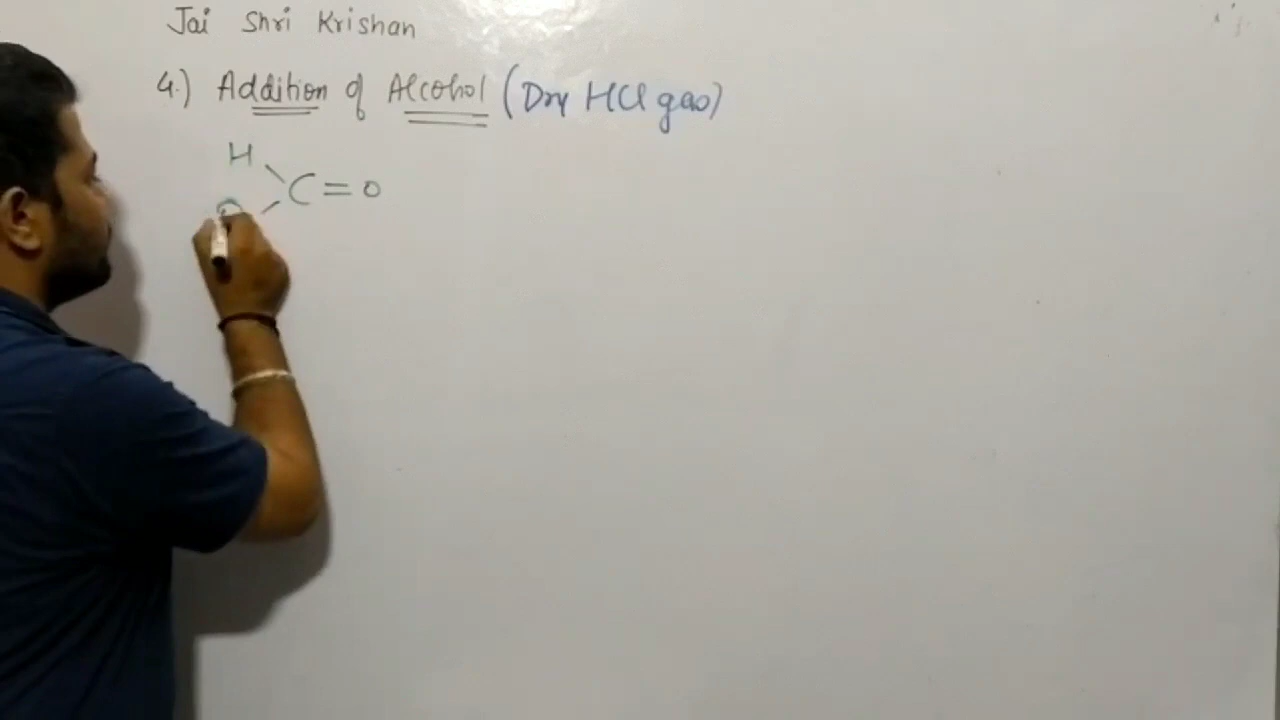 Jai Shri Krishan
4.) Addition of Alcohol (Dry HCl gas)
H
C = O